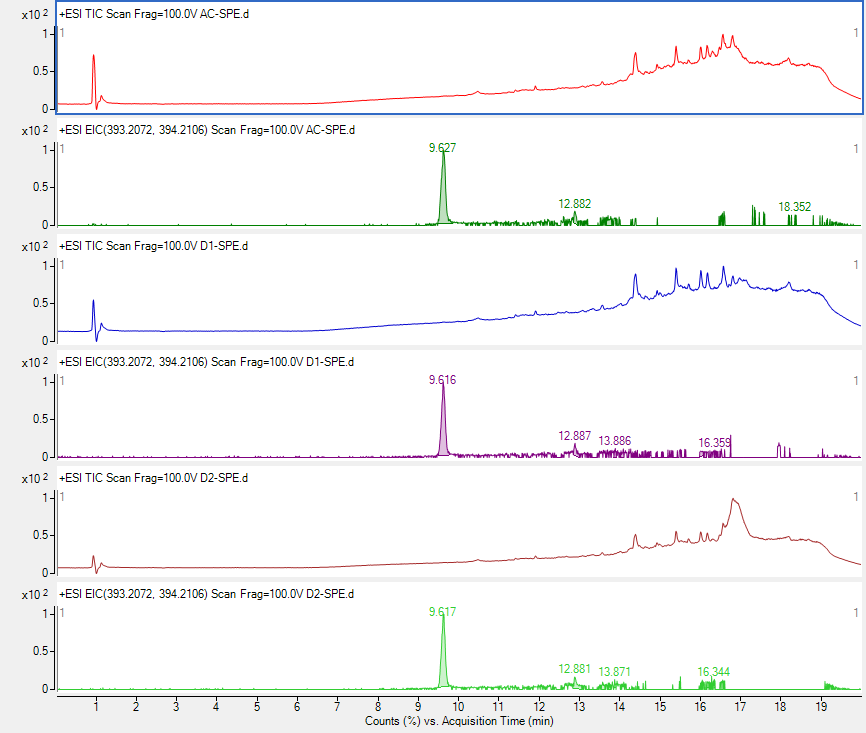 x10 2 +ESI TIC Scan Frag=100.0V AC-SPE.d
1 1 1
0.5
0
x10 2 +ESI EIC(393.2072, 394.2106) Scan Frag=100.0V AC-SPE.d
1 1 9.627 1
0.5 12.882 18.352
0
x10 2 +ESI TIC Scan Frag=100.0V D1-SPE.d
1 1 1
0.5
0
x10 2 +ESI EIC(393.2072, 394.2106) Scan Frag=100.0V D1-SPE.d
1 1 9.616 1
0.5 12.887 13.886 16.359
0
x10 2 +ESI TIC Scan Frag=100.0V D2-SPE.d
1 1 1
0.5
0
x10 2 +ESI EIC(393.2072, 394.2106) Scan Frag=100.0V D2-SPE.d
1 1 9.617 1
0.5 12.881 13.871 16.344
0
1 2 3 4 5 6 7 8 9 10 11 12 13 14 15 16 17 18 19
Counts (%) vs. Acquisition Time (min)